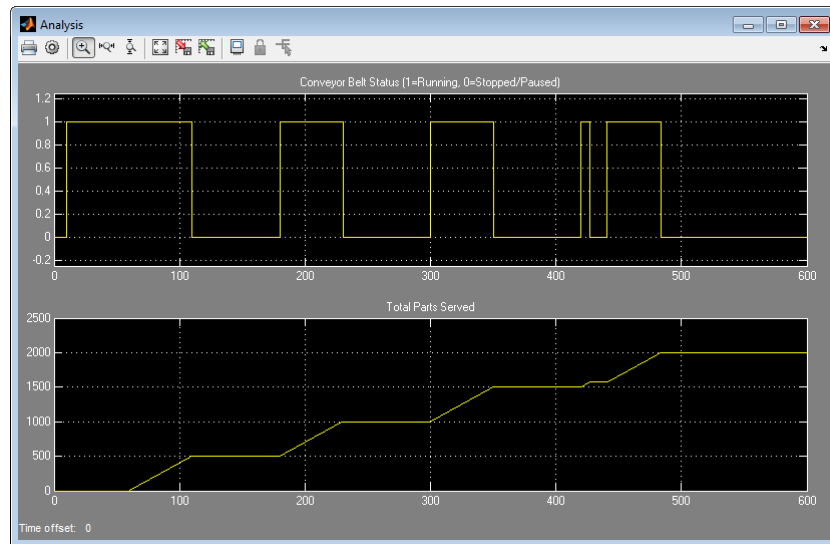 Analysis
Conveyor Belt Status (1=Running, 0=Stopped/Paused)
1.2
1
0.8
0.6
0.4
0.2
0
-0.2
0 100 200 300 400 500 600
Total Parts Served
2500
2000
1500
1000
500
0
0 100 200 300 400 500 600
Time offset: 0